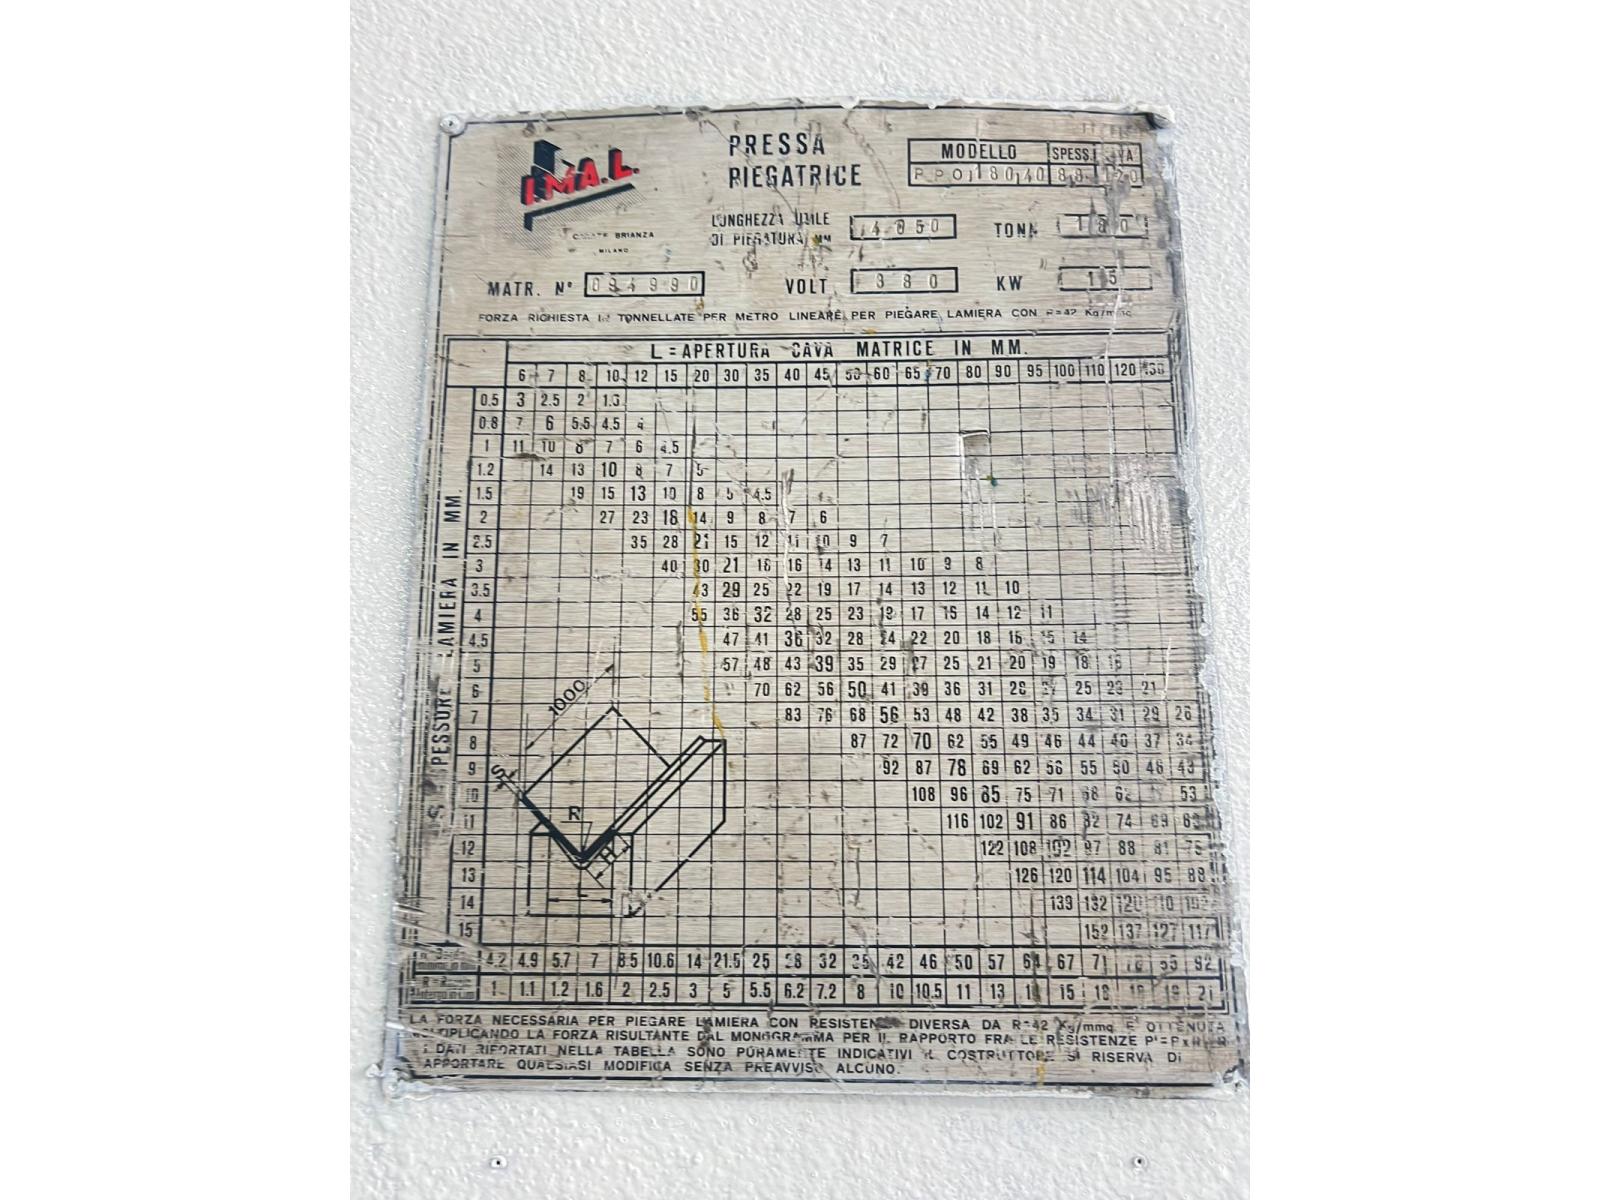 I.M.A.L.
BRIANZA
MILANO
PRESSA
PIEGATRICE
MODELLO SPESS.
PPO 180/40 88 120
LUNGHEZZA UTILE
DI PIEGATURA MM
TONN
MATR. N° VOLT 380 KW 15
FORZA RICHIESTA IN TONNELLATE PER METRO LINEARE PER PIEGARE LAMIERA CON R=42 Kg/mmq
L = APERTURA CAVA MATRICE IN MM.
6 7 8 10 12 15 20 30 35 40 45 50 60 65 70 80 90 95 100 110 120
S. SPESSORE LAMIERA IN MM.
0.5 3 2.5 2 1.3
0.8 7 6 5.5 4.5 4
1 11 10 8 7 6 4.5
1.2 14 13 10 8 7 5
1.5 19 15 13 10 8 5 4.5
2 27 23 18 14 9 8 7 6
2.5 35 28 21 15 12 11 10 9 7
3 40 30 21 16 14 13 11 10 9 8
3.5 43 29 25 22 19 17 14 13 12 11 10
4 55 36 32 28 25 23 17 15 14 12 11
4.5 47 41 36 32 28 24 22 20 18 16 15 14
5 57 48 43 39 35 29 27 25 21 20 19 18
6 70 62 56 50 41 39 36 31 25 23 21
7 83 76 68 56 53 48 42 38 35 34 31 29 26
8 87 72 70 62 55 49 46 44 40 37 34
9 92 87 78 69 62 56 55 50 46 43
10 108 96 85 75 71 68 53
11 116 102 91 86 82 74 69
12 122 108 102 97 88 81 75
13 126 120 114 104 95 88
14 139 132 120 110 102
15 152 137 127 117
1000
S
R
H
L
4.2 4.9 5.7 7 8.5 10.6 14 21.5 25 28 32 35 42 46 50 57 64 67 71 92
1 1.1 1.2 1.6 2 2.5 3 5 5.5 6.2 7.2 8 10 10.5 11 13 15 18 19 21
LA FORZA NECESSARIA PER PIEGARE LAMIERA CON RESISTENZA DIVERSA DA R=42 Kg/mmq E' OTTENUTA
MOLTIPLICANDO LA FORZA RISULTANTE DAL MONOGRAMMA PER IL RAPPORTO FRA LE RESISTENZE
I DATI RIPORTATI NELLA TABELLA SONO PURAMENTE INDICATIVI IL COSTRUTTORE SI RISERVA DI
APPORTARE QUALSIASI MODIFICA SENZA PREAVVISO ALCUNO.